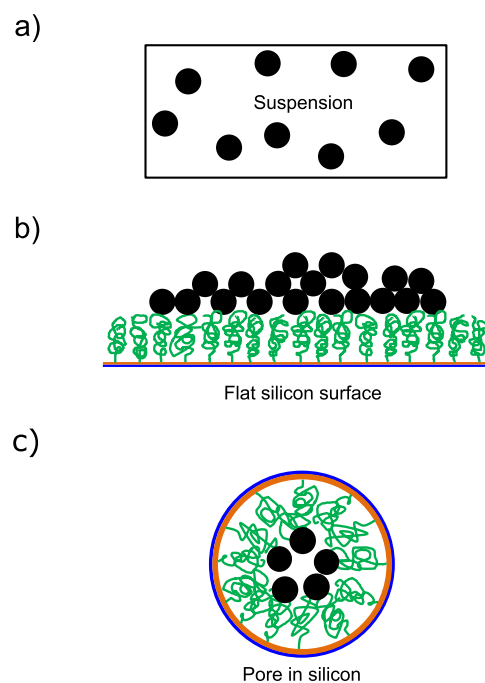 a)
Suspension
b)
Flat silicon surface
c)
Pore in silicon